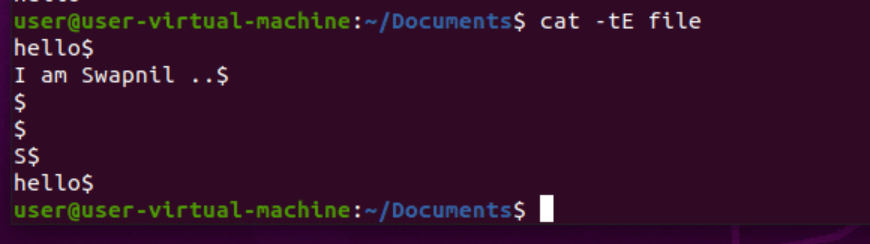 user@user-virtual-machine:~/Documents$ cat -tE file
hello$
I am Swapnil ..$
$
$
S$
hello$
user@user-virtual-machine:~/Documents$